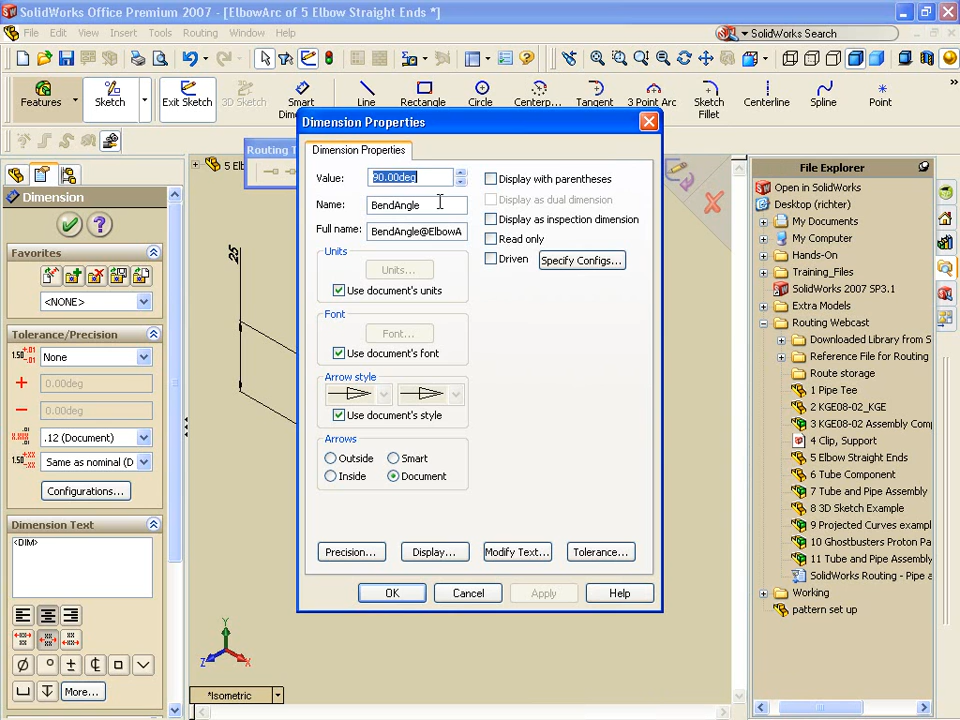 SolidWorks Office Premium 2007 - [ElbowArc of 5 Elbow Straight Ends *]
File Edit View Insert Tools Routing Window Help
SolidWorks Search
Features
Sketch
Exit Sketch
3D Sketch
Smart
Dim
Line
Rectangle
Circle
Centerp...
Tangent
3 Point Arc
Sketch
Fillet
Centerline
Spline
Point
Routing T
5 Elb
Dimension
Favorites
<NONE>
Tolerance/Precision
None
0.00deg
0.00deg
.12 (Document)
Same as nominal (D
Configurations...
Dimension Text
<DIM>
More...
25
Dimension Properties
Dimension Properties
Value:
90.00deg
Name:
BendAngle
Full name:
BendAngle@ElbowA
Units
Units...
Use document's units
Font
Font...
Use document's font
Arrow style
Use document's style
Arrows
Outside
Smart
Inside
Document
Display with parentheses
Display as dual dimension
Display as inspection dimension
Read only
Driven
Specify Configs...
Precision...
Display...
Modify Text...
Tolerance...
OK
Cancel
Apply
Help
Y
Z
X
*Isometric
File Explorer
Open in SolidWorks
Desktop (richter)
My Documents
My Computer
Hands-On
Training_Files
SolidWorks 2007 SP3.1
Extra Models
Routing Webcast
Downloaded Library from S
Reference File for Routing
Route storage
1 Pipe Tee
2 KGE08-02_KGE
3 KGE08-02 Assembly Com
4 Clip, Support
5 Elbow Straight Ends
6 Tube Component
7 Tube and Pipe Assembly
8 3D Sketch Example
9 Projected Curves exampl
10 Ghostbusters Proton Pa
11 Tube and Pipe Assembly
SolidWorks Routing - Pipe a
Working
pattern set up